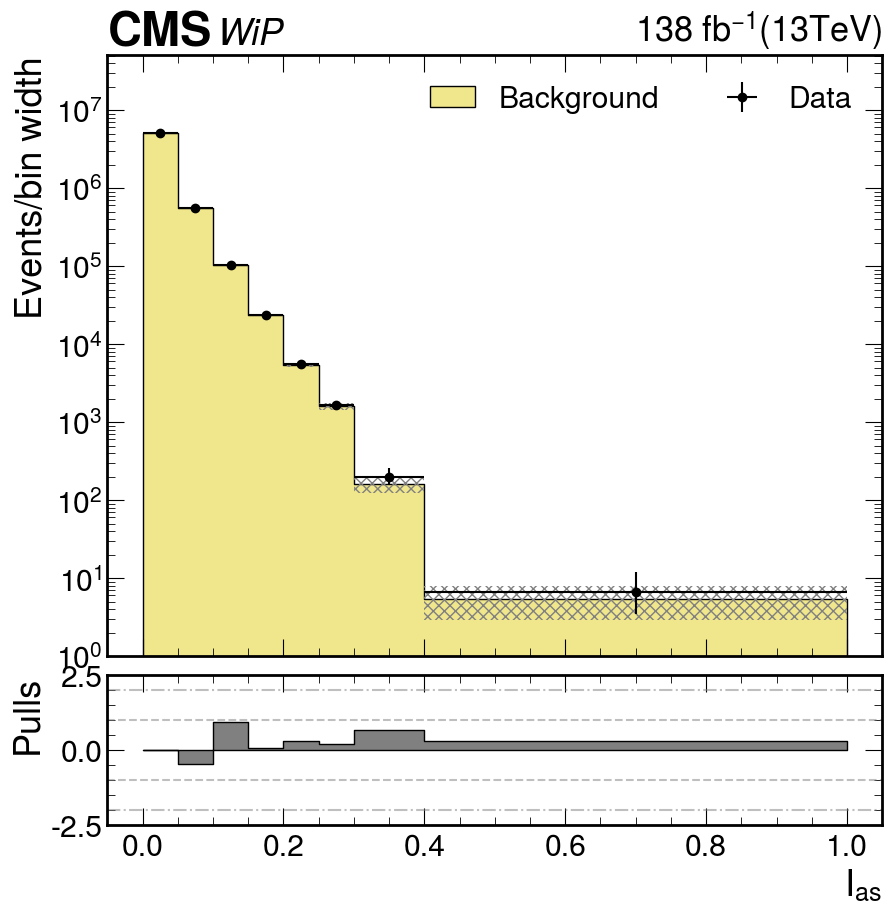 CMS WiP 138 fb⁻¹(13TeV)
Events/bin width
Background Data
10⁷
10⁶
10⁵
10⁴
10³
10²
10¹
10⁰
Pulls
2.5
0.0
-2.5
0.0 0.2 0.4 0.6 0.8 1.0
Iₐₛ